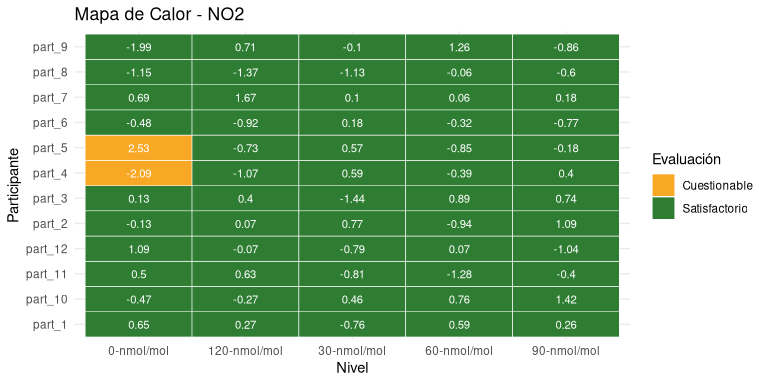 Mapa de Calor - NO2
part_9 -1.99 0.71 -0.1 1.26 -0.86
part_8 -1.15 -1.37 -1.13 -0.06 -0.6
part_7 0.69 1.67 0.1 0.06 0.18
part_6 -0.48 -0.92 0.18 -0.32 -0.77
part_5 2.53 -0.73 0.57 -0.85 -0.18
part_4 -2.09 -1.07 0.59 -0.39 0.4
part_3 0.13 0.4 -1.44 0.89 0.74
part_2 -0.13 0.07 0.77 -0.94 1.09
part_12 1.09 -0.07 -0.79 0.07 -1.04
part_11 0.5 0.63 -0.81 -1.28 -0.4
part_10 -0.47 -0.27 0.46 0.76 1.42
part_1 0.65 0.27 -0.76 0.59 0.26
0-nmol/mol 120-nmol/mol 30-nmol/mol 60-nmol/mol 90-nmol/mol
Nivel
Participante
Evaluación
Cuestionable
Satisfactorio